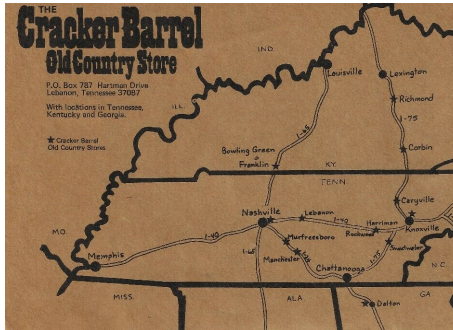 THE
Cracker Barrel
Old Country Store
P.O. Box 787 Hartman Drive
Lebanon, Tennessee 37087
With locations in Tennessee,
Kentucky and Georgia.
★ Cracker Barrel
Old Country Stores
IND.
ILL.
Louisville
Lexington
Richmond
I-75
I-65
Corbin
Bowling Green
&
Franklin
KY.
TENN.
Caryville
Nashville
Lebanon
I-40
Harriman
Rockwood
Knoxville
MO.
I-40
Murfreesboro
Sweetwater
Memphis
I-65
Manchester
I-24
I-75
Chattanooga
N.C.
MISS.
ALA.
GA.
Dalton